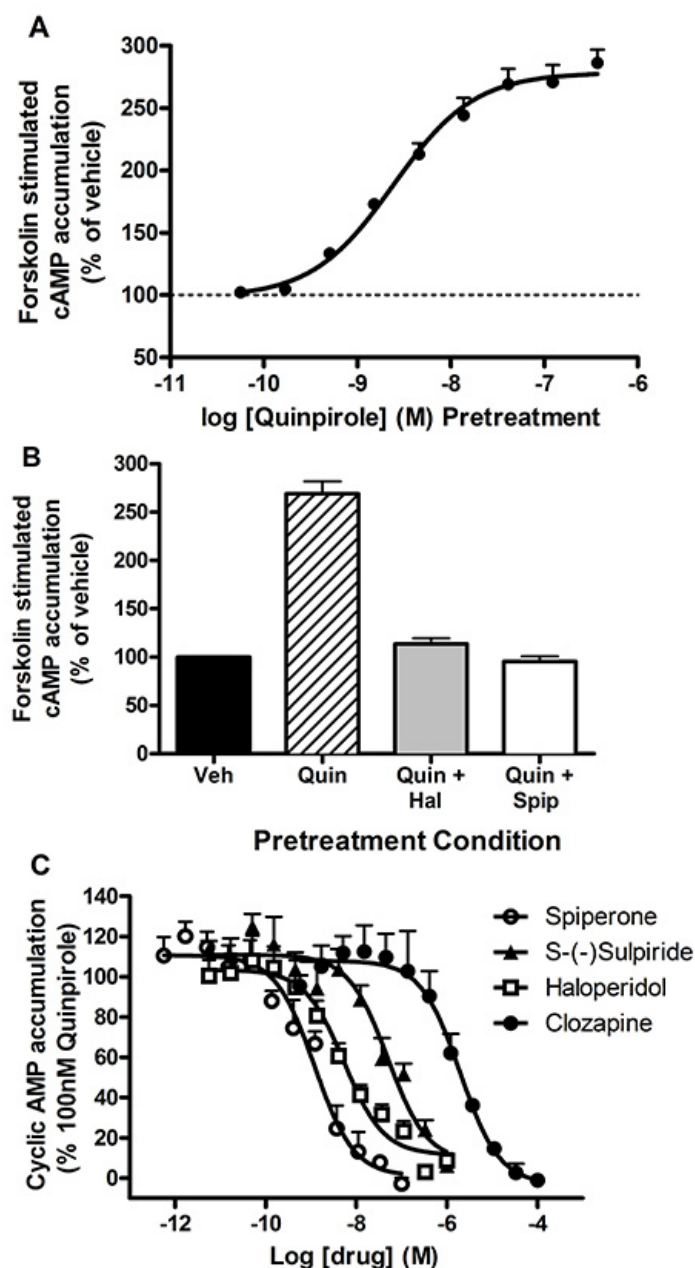 A
Forskolin stimulated
cAMP accumulation
(% of vehicle)
300
250
200
150
100
50
-11 -10 -9 -8 -7 -6
log [Quinpirole] (M) Pretreatment
B
Forskolin stimulated
cAMP accumulation
(% of vehicle)
300
250
200
150
100
50
0
Veh Quin Quin + Quin +
Hal Spip
Pretreatment Condition
C
Cyclic AMP accumulation
(% 100nM Quinpirole)
140
120
100
80
60
40
20
0
-12 -10 -8 -6 -4
Log [drug] (M)
Spiperone
S-(-)Sulpiride
Haloperidol
Clozapine